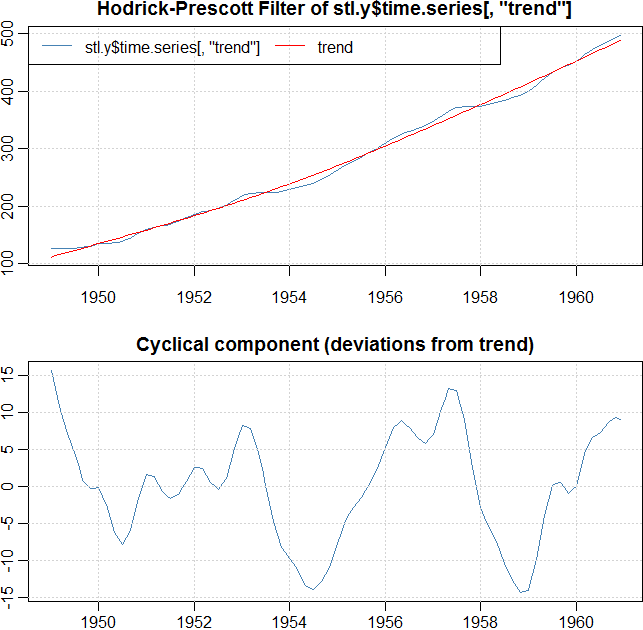 Hodrick-Prescott Filter of stl.y$time.series[, "trend"]
stl.y$time.series[, "trend"] trend
500
400
300
200
100
1950 1952 1954 1956 1958 1960
Cyclical component (deviations from trend)
15
10
5
0
-5
-10
-15
1950 1952 1954 1956 1958 1960